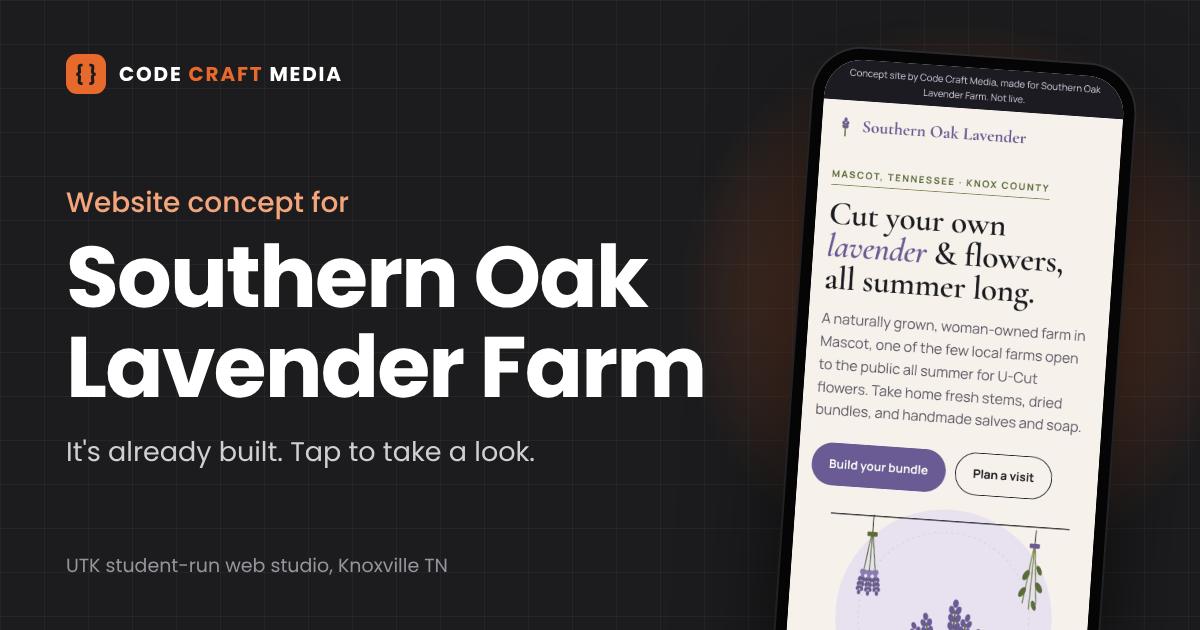 { }
CODE CRAFT MEDIA
Website concept for
Southern Oak
Lavender Farm
It's already built. Tap to take a look.
UTK student-run web studio, Knoxville TN
Concept site by Code Craft Media, made for Southern Oak
Lavender Farm. Not live.
Southern Oak Lavender
MASCOT, TENNESSEE · KNOX COUNTY
Cut your own
lavender & flowers,
all summer long.
A naturally grown, woman-owned farm in
Mascot, one of the few local farms open
to the public all summer for U-Cut
flowers. Take home fresh stems, dried
bundles, and handmade salves and soap.
Build your bundle
Plan a visit